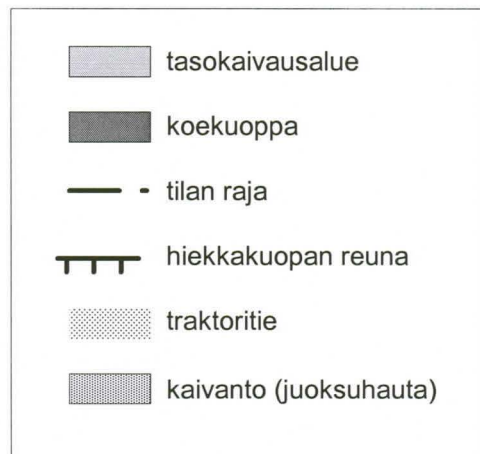 tasokaivausalue
koekuoppa
tilan raja
hiekkakuopan reuna
traktoritie
kaivanto (juoksuhauta)